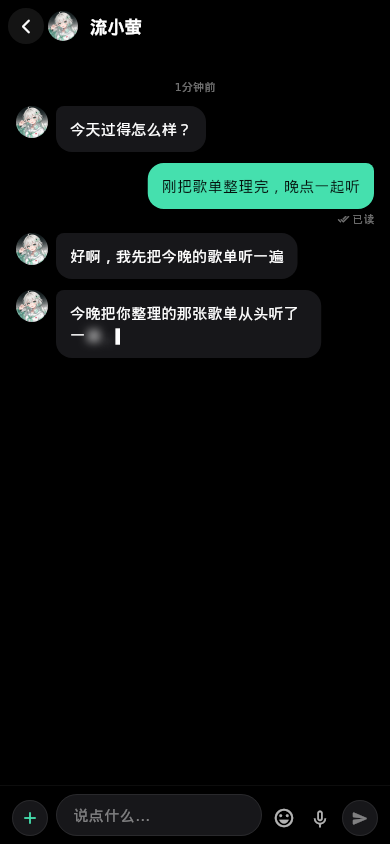 流小萤
1分钟前
今天过得怎么样？
刚把歌单整理完，晚点一起听
已读
好啊，我先把今晚的歌单听一遍
今晚把你整理的那张歌单从头听了
一
说点什么...